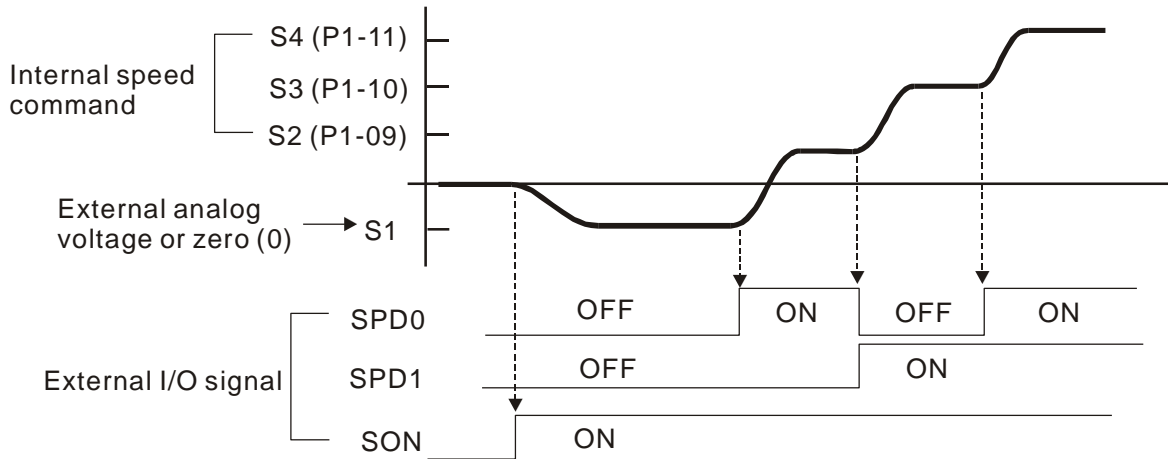 S4 (P1-11)
Internal speed
command
S3 (P1-10)
S2 (P1-09)
External analog
voltage or zero (0)
S1
SPD0
OFF
ON
OFF
ON
SPD1
OFF
ON
External I/O signal
SON
ON